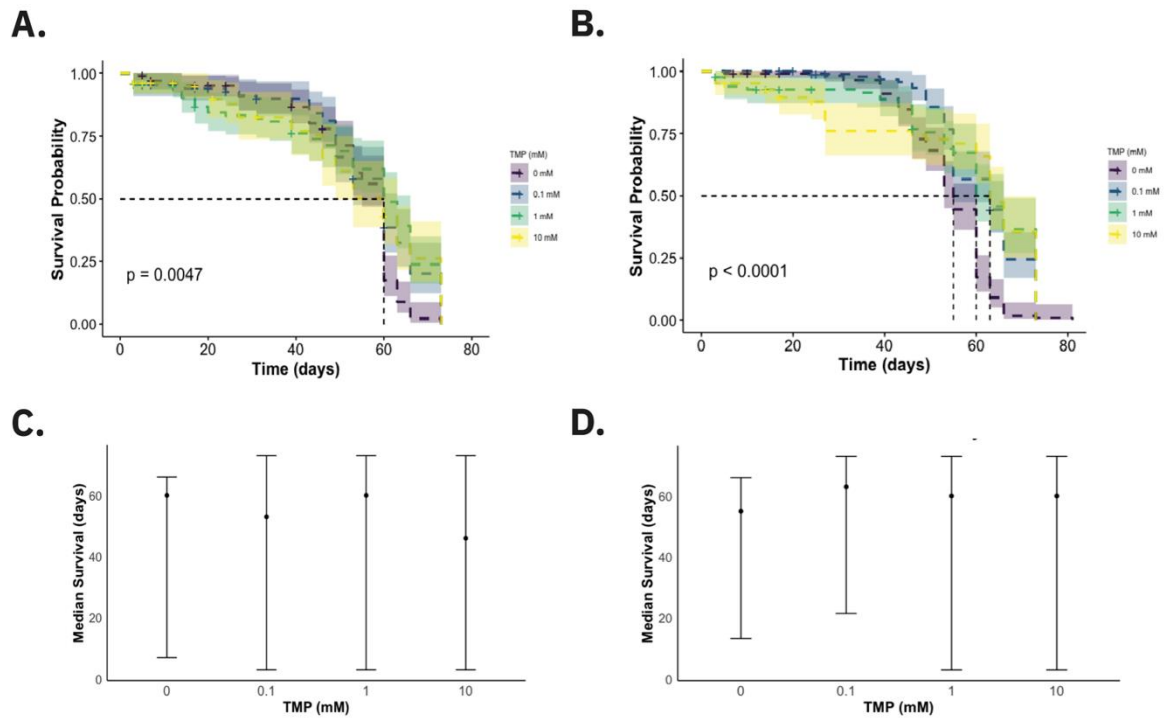 A.
1.00
0.75
0.50
0.25
0.00
Survival Probability
p = 0.0047
0 20 40 60 80
Time (days)
TMP (mM)
0 mM
0.1 mM
1 mM
10 mM
B.
1.00
0.75
0.50
0.25
0.00
Survival Probability
p < 0.0001
0 20 40 60 80
Time (days)
TMP (mM)
0 mM
0.1 mM
1 mM
10 mM
C.
Median Survival (days)
60
40
20
0
0 0.1 1 10
TMP (mM)
D.
Median Survival (days)
60
40
20
0
0 0.1 1 10
TMP (mM)